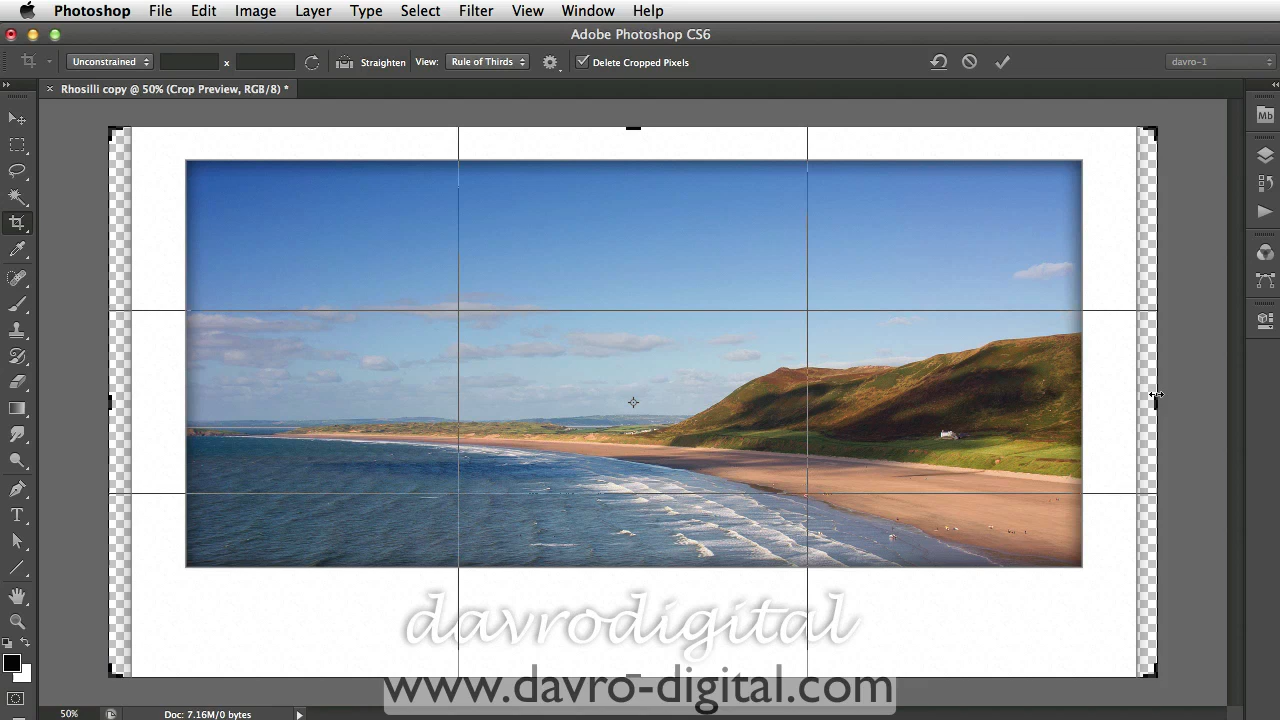 Photoshop File Edit Image Layer Type Select Filter View Window Help
Adobe Photoshop CS6
Unconstrained x Straighten View: Rule of Thirds Delete Cropped Pixels davro-1
× Rhosilli copy @ 50% (Crop Preview, RGB/8) *
Mb
T
davrodigital
www.davro-digital.com
50% Doc: 7.16M/0 bytes